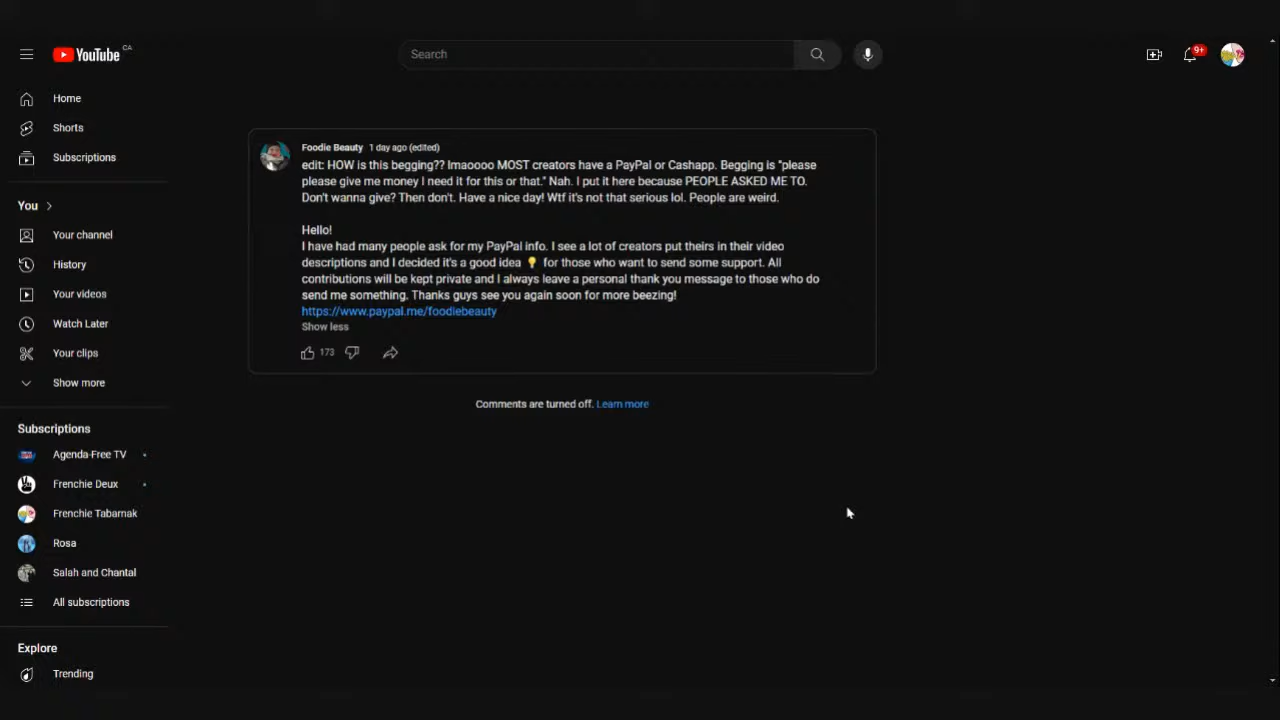 YouTube CA
Search
9+
Home
Shorts
Subscriptions
You
Your channel
History
Your videos
Watch Later
Your clips
Show more
Subscriptions
Agenda-Free TV
Frenchie Deux
Frenchie Tabarnak
Rosa
Salah and Chantal
All subscriptions
Explore
Trending
Foodie Beauty 1 day ago (edited)
edit: HOW is this begging?? lmaoooo MOST creators have a PayPal or Cashapp. Begging is "please
please give me money I need it for this or that." Nah. I put it here because PEOPLE ASKED ME TO.
Don't wanna give? Then don't. Have a nice day! Wtf it's not that serious lol. People are weird.
Hello!
I have had many people ask for my PayPal info. I see a lot of creators put theirs in their video
descriptions and I decided it's a good idea 💡 for those who want to send some support. All
contributions will be kept private and I always leave a personal thank you message to those who do
send me something. Thanks guys see you again soon for more beezing!
https://www.paypal.me/foodiebeauty
Show less
173
Comments are turned off. Learn more